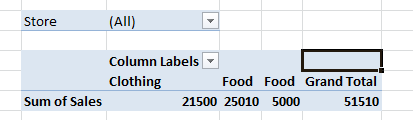 Store (All)
Column Labels
Clothing Food Food Grand Total
Sum of Sales 21500 25010 5000 51510